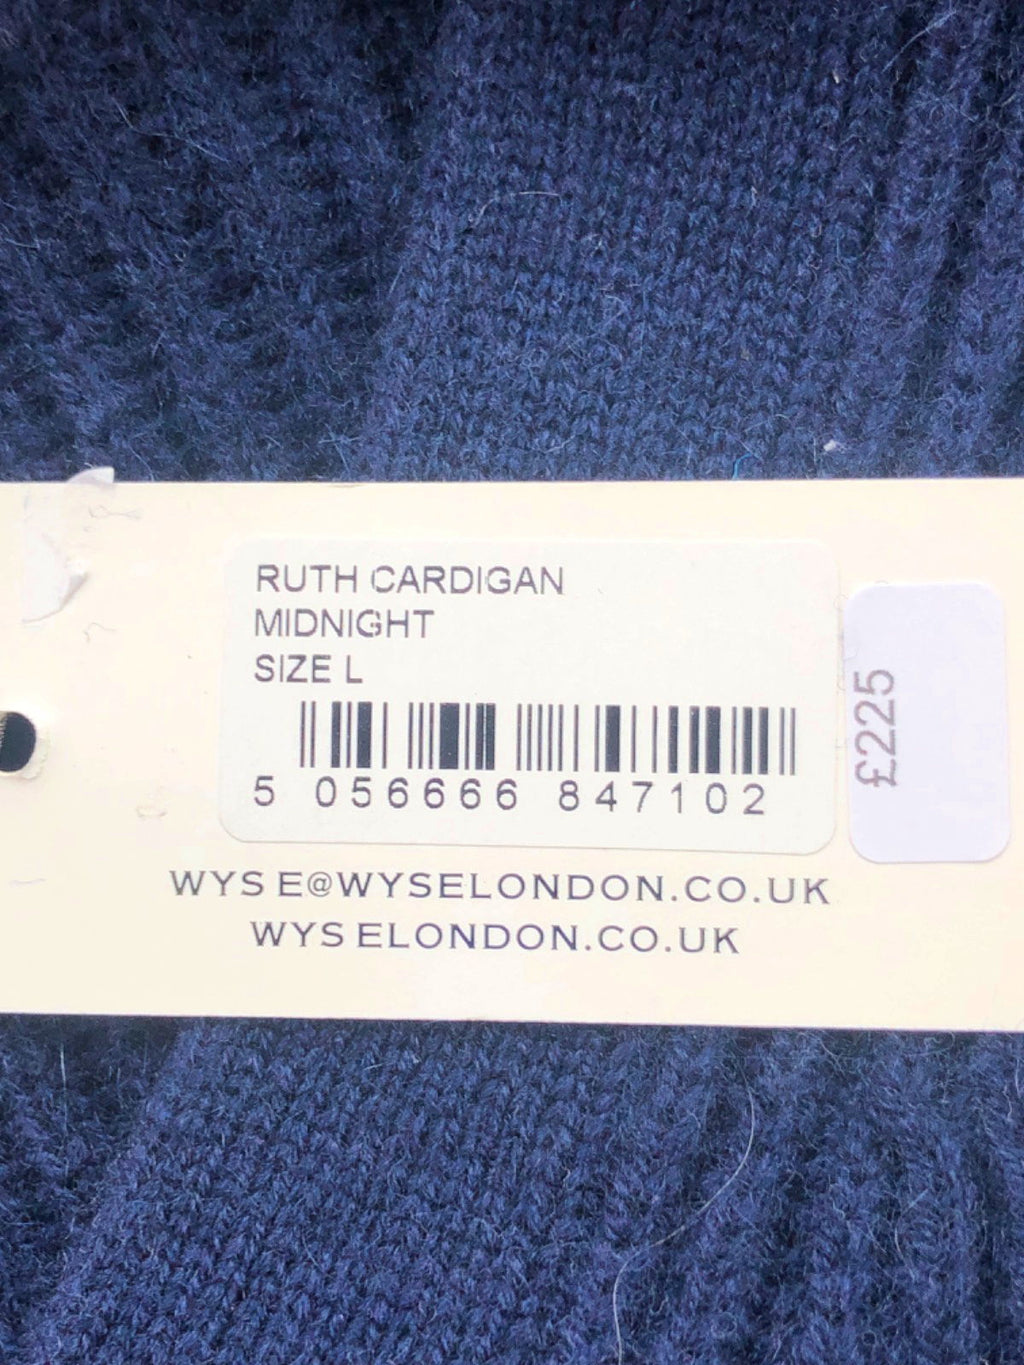 RUTH CARDIGAN
MIDNIGHT
SIZE L
5 056666 847102
£225
WYSE@WYSELONDON.CO.UK
WYSELONDON.CO.UK